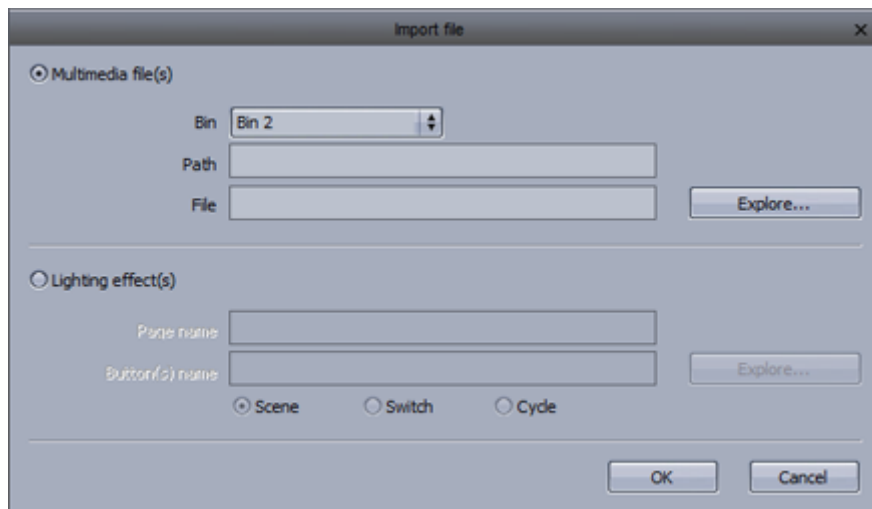 Import file
Multimedia file(s)
Bin Bin 2
Path
File Explore...
Lighting effect(s)
Page name
Button(s) name Explore...
Scene Switch Cycle
OK Cancel